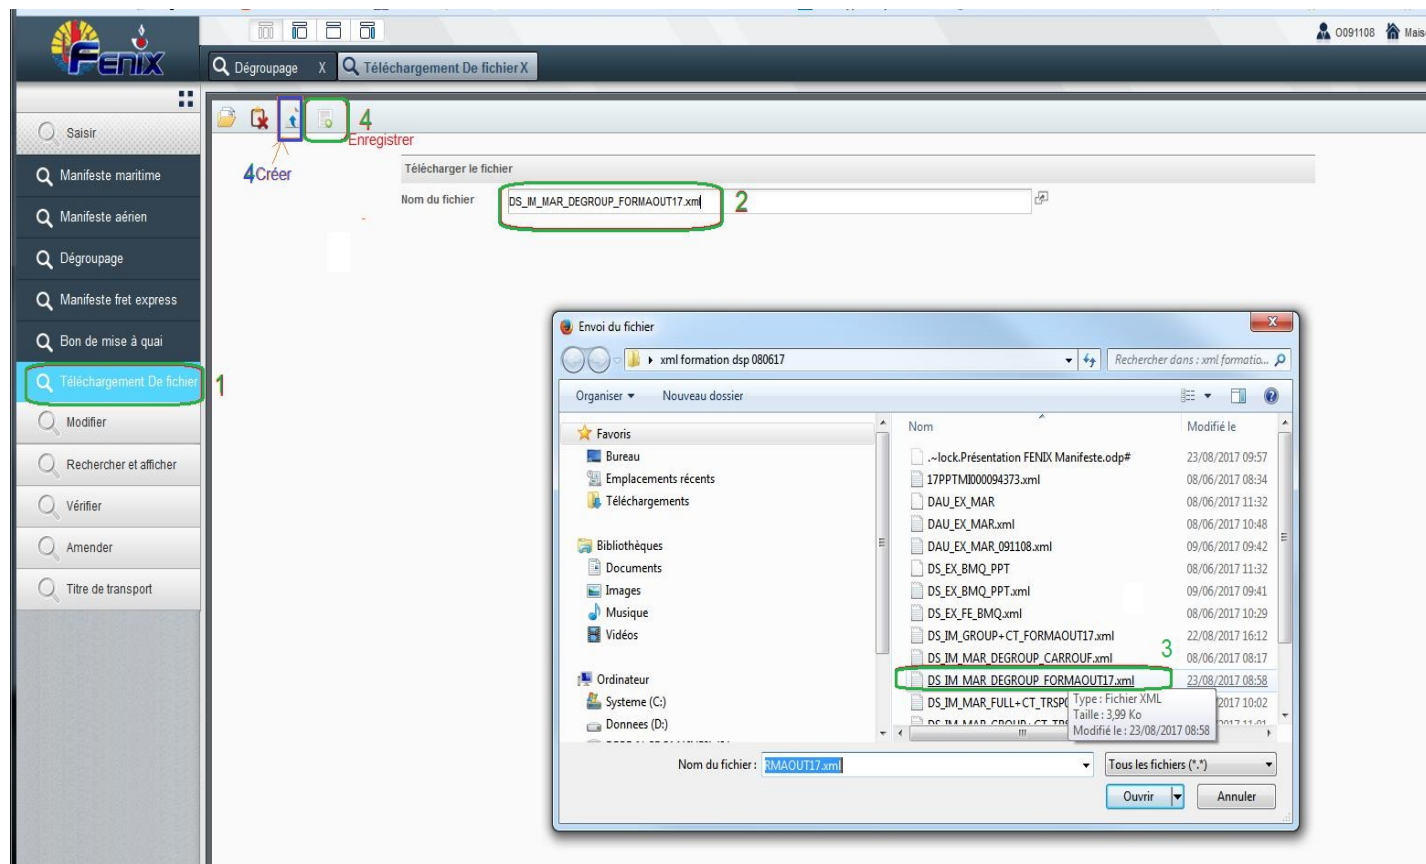 FENIX
O091108
Dégroupage X
Téléchargement De fichier X
Saisir
Manifeste maritime
Manifeste aérien
Dégroupage
Manifeste fret express
Bon de mise à quai
Téléchargement De fichier
1
Modifier
Rechercher et afficher
Vérifier
Amender
Titre de transport
4
Enregistrer
4Créer
Télécharger le fichier
Nom du fichier
DS_IM_MAR_DEGROUP_FORMAOUT17.xml
2
Envoi du fichier
xml formation dsp 080617
Rechercher dans : xml formatio...
Organiser
Nouveau dossier
Favoris
Bureau
Emplacements récents
Téléchargements
Bibliothèques
Documents
Images
Musique
Vidéos
Ordinateur
Systeme (C:)
Donnees (D:)
Nom Modifié le
.~lock.Présentation FENIX Manifeste.odp# 23/08/2017 09:57
17PPTMI000094373.xml 08/06/2017 08:34
DAU_EX_MAR 08/06/2017 11:32
DAU_EX_MAR.xml 08/06/2017 10:48
DAU_EX_MAR_091108.xml 09/06/2017 09:42
DS_EX_BMQ_PPT 08/06/2017 11:32
DS_EX_BMQ_PPT.xml 09/06/2017 09:41
DS_EX_FE_BMQ.xml 08/06/2017 10:29
DS_IM_GROUP+CT_FORMAOUT17.xml 22/08/2017 16:12
DS_IM_MAR_DEGROUP_CARROUF.xml 08/06/2017 08:17
3
DS_IM_MAR_DEGROUP_FORMAOUT17.xml 23/08/2017 08:58
DS_IM_MAR_FULL+CT_TRSPO 2017 10:02
Type : Fichier XML
Taille : 3,99 Ko
Modifié le : 23/08/2017 08:58
Nom du fichier : RMAOUT17.xml
Tous les fichiers (*.*)
Ouvrir
Annuler